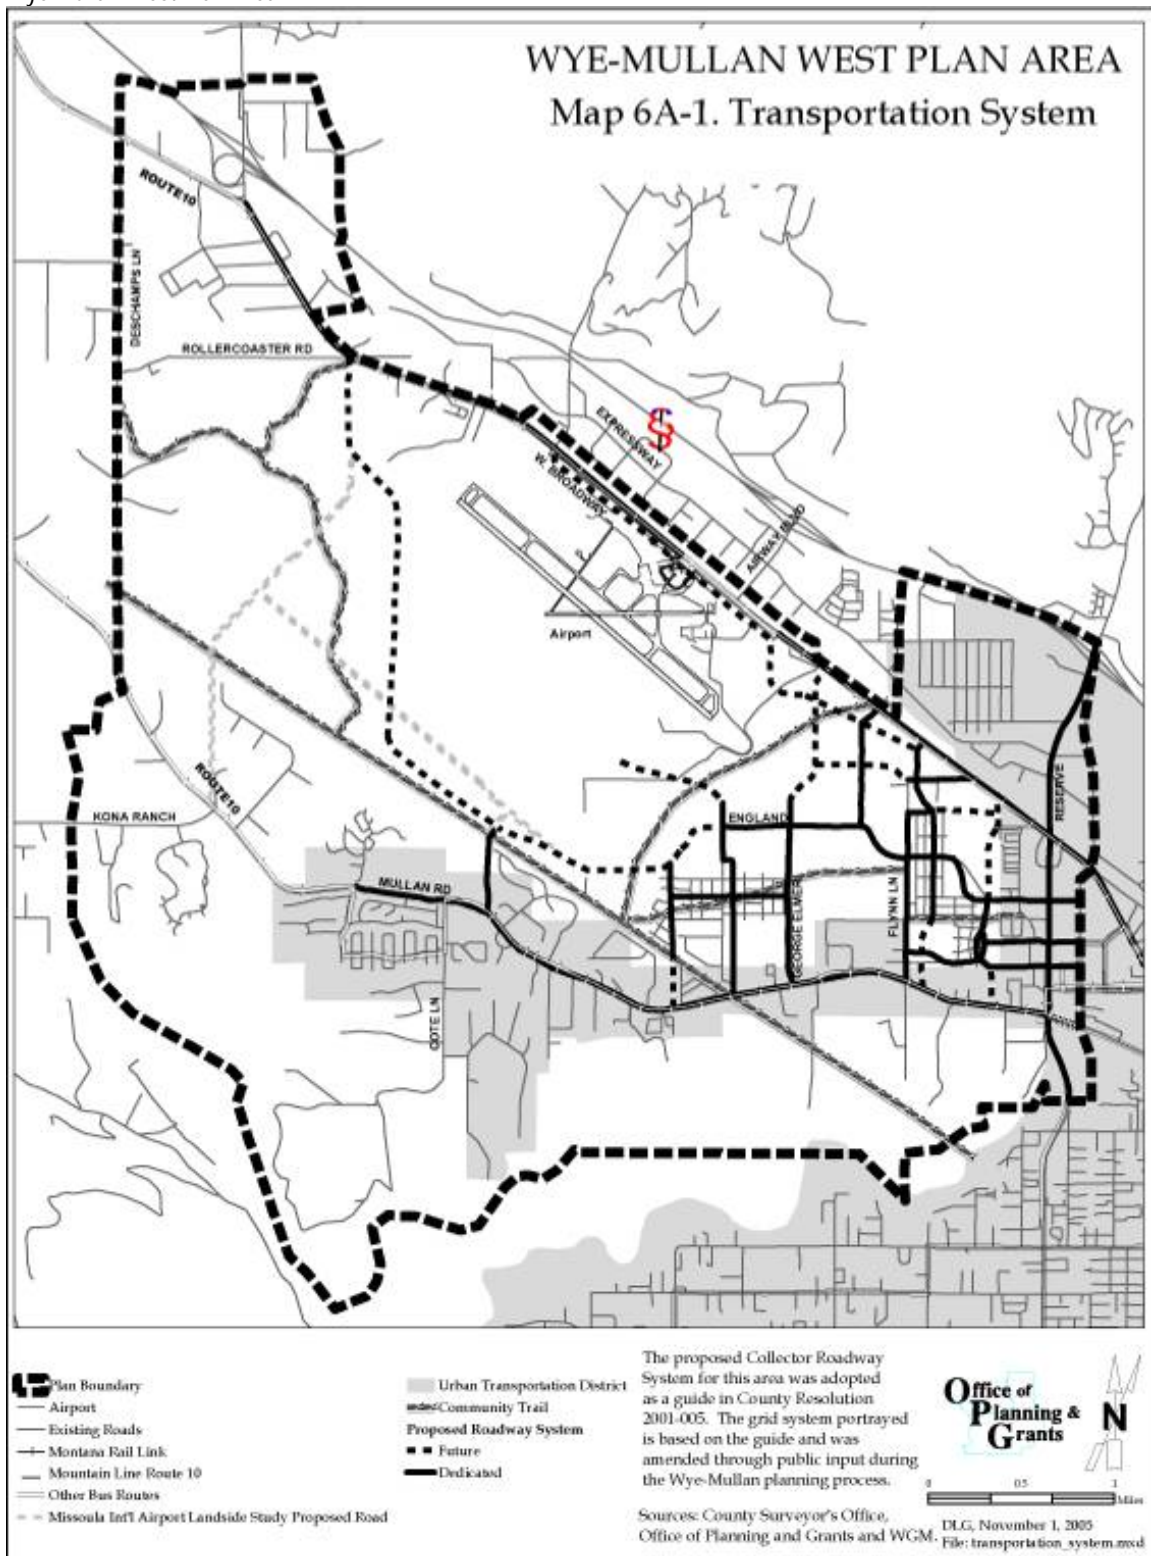 WYE-MULLAN WEST PLAN AREA
Map 6A-1. Transportation System
ROUTE10
DESCHAMPS LN
ROLLERCOASTER RD
EXPRESSWAY
W. BROADWAY
AIRWAY BLVD
Airport
RESERVE
ROUTE10
KONA RANCH
ENGLAND
MULLAN RD
GEORGE ELMER
FLYNN LN
COTE LN
Plan Boundary
Airport
Existing Roads
Montana Rail Link
Mountain Line Route 10
Other Bus Routes
Missoula Int'l Airport Landside Study Proposed Road
Urban Transportation District
Community Trail
Proposed Roadway System
Future
Dedicated
The proposed Collector Roadway
System for this area was adopted
as a guide in County Resolution
2001-005. The grid system portrayed
is based on the guide and was
amended through public input during
the Wye-Mullan planning process.
Sources: County Surveyor's Office,
Office of Planning and Grants and WGM.
Office of
Planning &
Grants
N
0 0.5 1
Miles
DLG, November 1, 2005
File: transportation_system.mxd